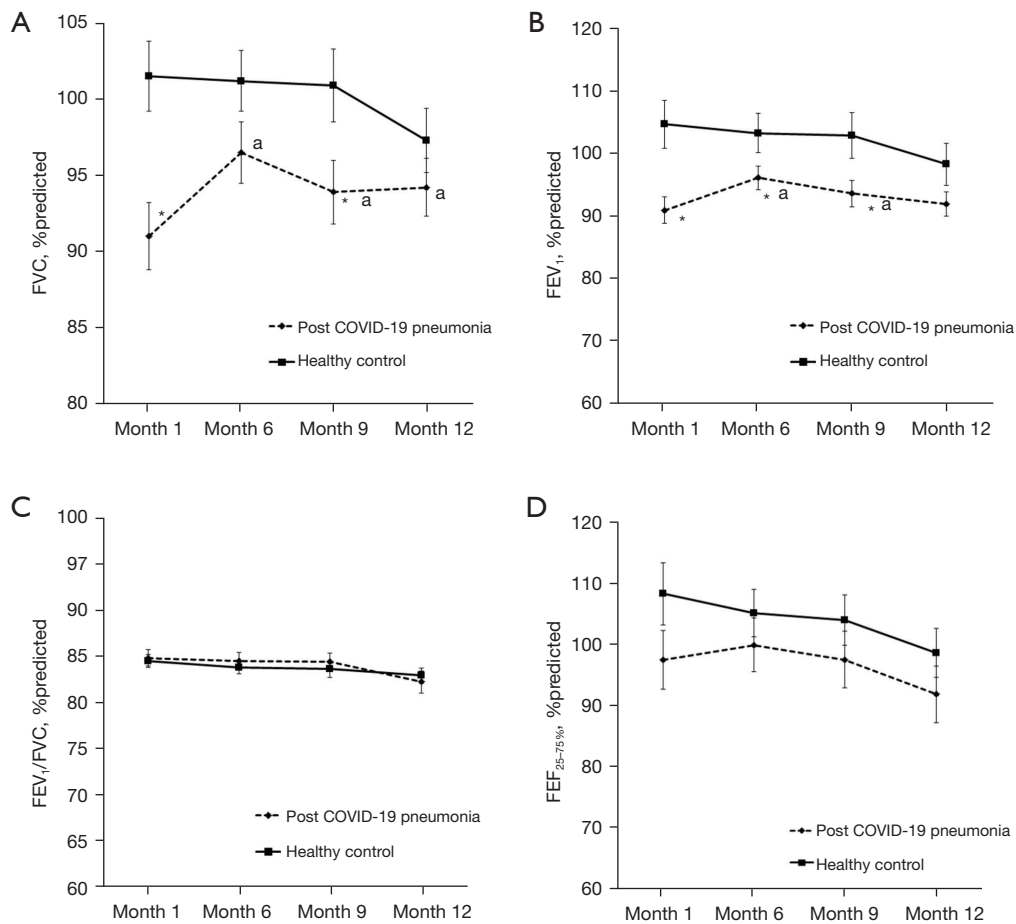 A
FVC, %predicted
105
100
95
90
85
80
* a * a a
Post COVID-19 pneumonia
Healthy control
Month 1 Month 6 Month 9 Month 12
B
FEV₁, %predicted
120
110
100
90
80
70
60
* * a * a
Post COVID-19 pneumonia
Healthy control
Month 1 Month 6 Month 9 Month 12
C
FEV₁/FVC, %predicted
100
97
90
85
82
75
70
65
60
Post COVID-19 pneumonia
Healthy control
Month 1 Month 6 Month 9 Month 12
D
FEF₂₅₋₇₅%, %predicted
120
110
100
90
80
70
60
Post COVID-19 pneumonia
Healthy control
Month 1 Month 6 Month 9 Month 12